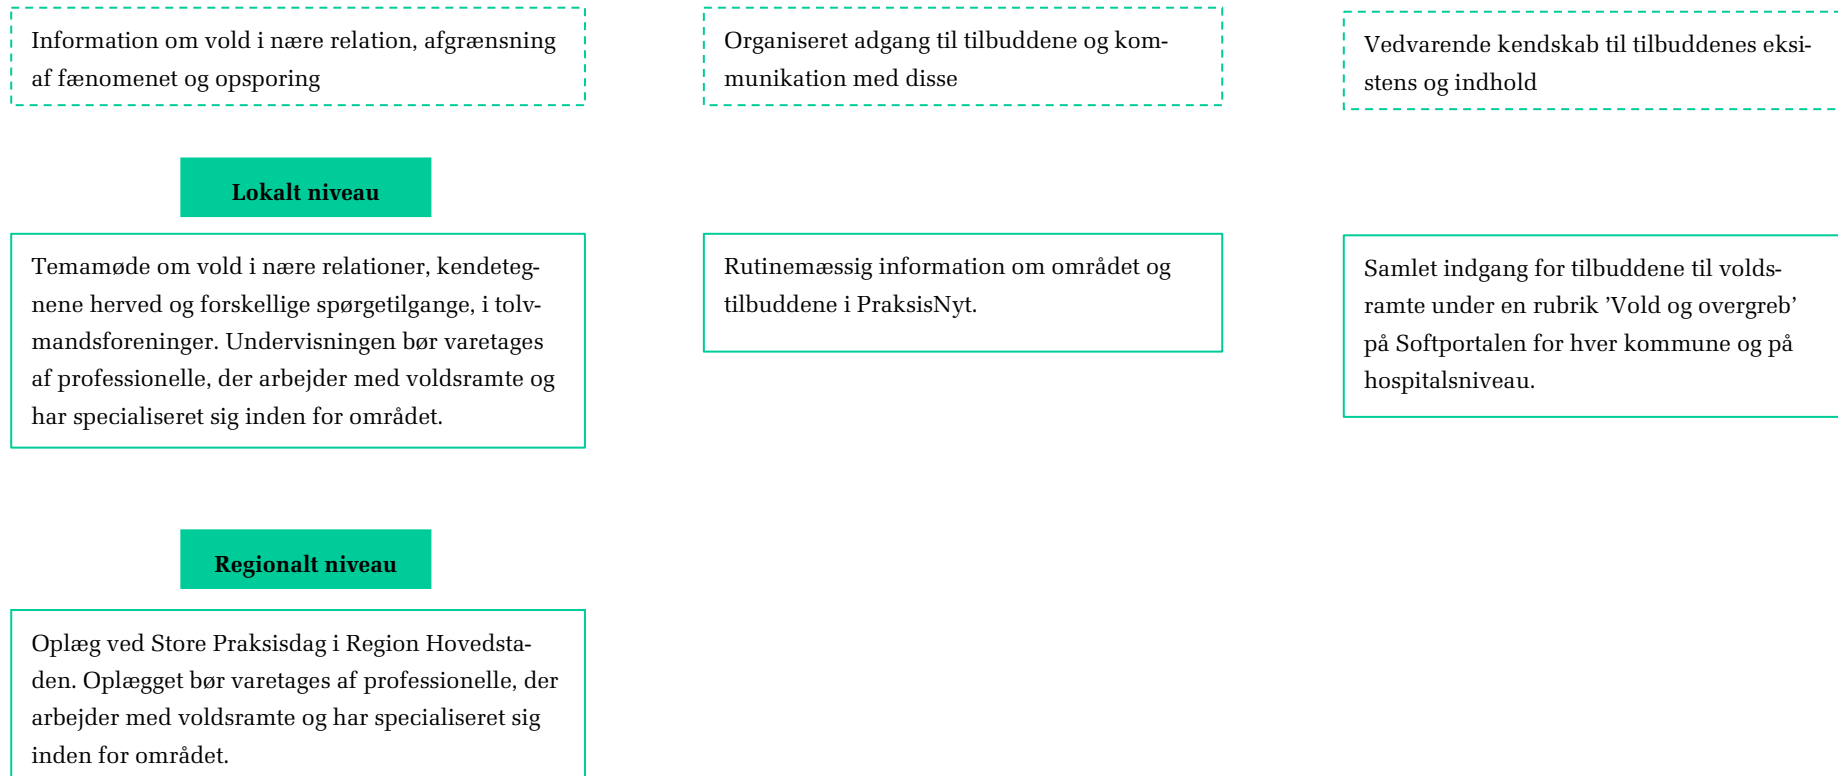 Information om vold i nære relation, afgrænsning
af fænomenet og opsporing
Organiseret adgang til tilbuddene og kom-
munikation med disse
Vedvarende kendskab til tilbuddenes eksi-
stens og indhold
Lokalt niveau
Temamøde om vold i nære relationer, kendeteg-
nene herved og forskellige spørgetilgange, i tolv-
mandsforeninger. Undervisningen bør varetages
af professionelle, der arbejder med voldsramte og
har specialiseret sig inden for området.
Rutinemæssig information om området og
tilbuddene i PraksisNyt.
Samlet indgang for tilbuddene til volds-
ramte under en rubrik ’Vold og overgreb’
på Softportalen for hver kommune og på
hospitalsniveau.
Regionalt niveau
Oplæg ved Store Praksisdag i Region Hovedsta-
den. Oplægget bør varetages af professionelle, der
arbejder med voldsramte og har specialiseret sig
inden for området.